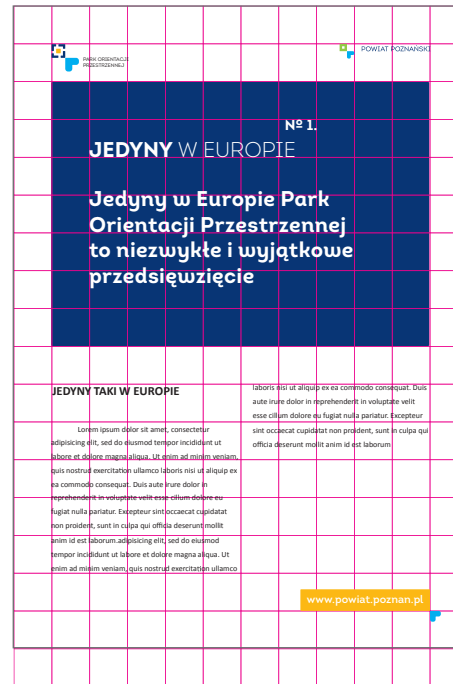 PARK ORIENTACJI
PRZESTRZENNEJ
POWIAT POZNAŃSKI
Nº 1.
JEDYNY W EUROPIE
Jedyny w Europie Park
Orientacji Przestrzennej
to niezwykłe i wyjątkowe
przedsięwzięcie
JEDYNY TAKI W EUROPIE
Lorem ipsum dolor sit amet, consectetur
adipisicing elit, sed do eiusmod tempor incididunt ut
labore et dolore magna aliqua. Ut enim ad minim veniam,
quis nostrud exercitation ullamco laboris nisi ut aliquip ex
ea commodo consequat. Duis aute irure dolor in
reprehenderit in voluptate velit esse cillum dolore eu
fugiat nulla pariatur. Excepteur sint occaecat cupidatat
non proident, sunt in culpa qui officia deserunt mollit
anim id est laborum.adipisicing elit, sed do eiusmod
tempor incididunt ut labore et dolore magna aliqua. Ut
enim ad minim veniam, quis nostrud exercitation ullamco
laboris nisi ut aliquip ex ea commodo consequat. Duis
aute irure dolor in reprehenderit in voluptate velit
esse cillum dolore eu fugiat nulla pariatur. Excepteur
sint occaecat cupidatat non proident, sunt in culpa qui
officia deserunt mollit anim id est laborum
www.powiat.poznan.pl